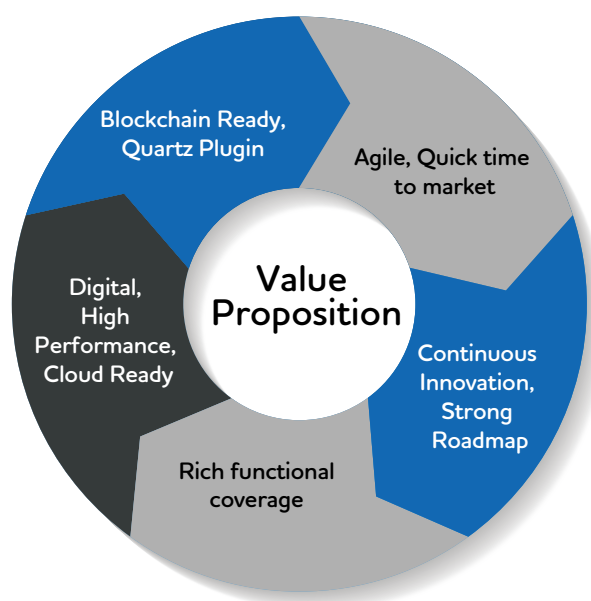 Blockchain Ready,
Quartz Plugin
Agile, Quick time
to market
Value
Proposition
Digital,
High
Performance,
Cloud Ready
Continuous
Innovation,
Strong
Roadmap
Rich functional
coverage